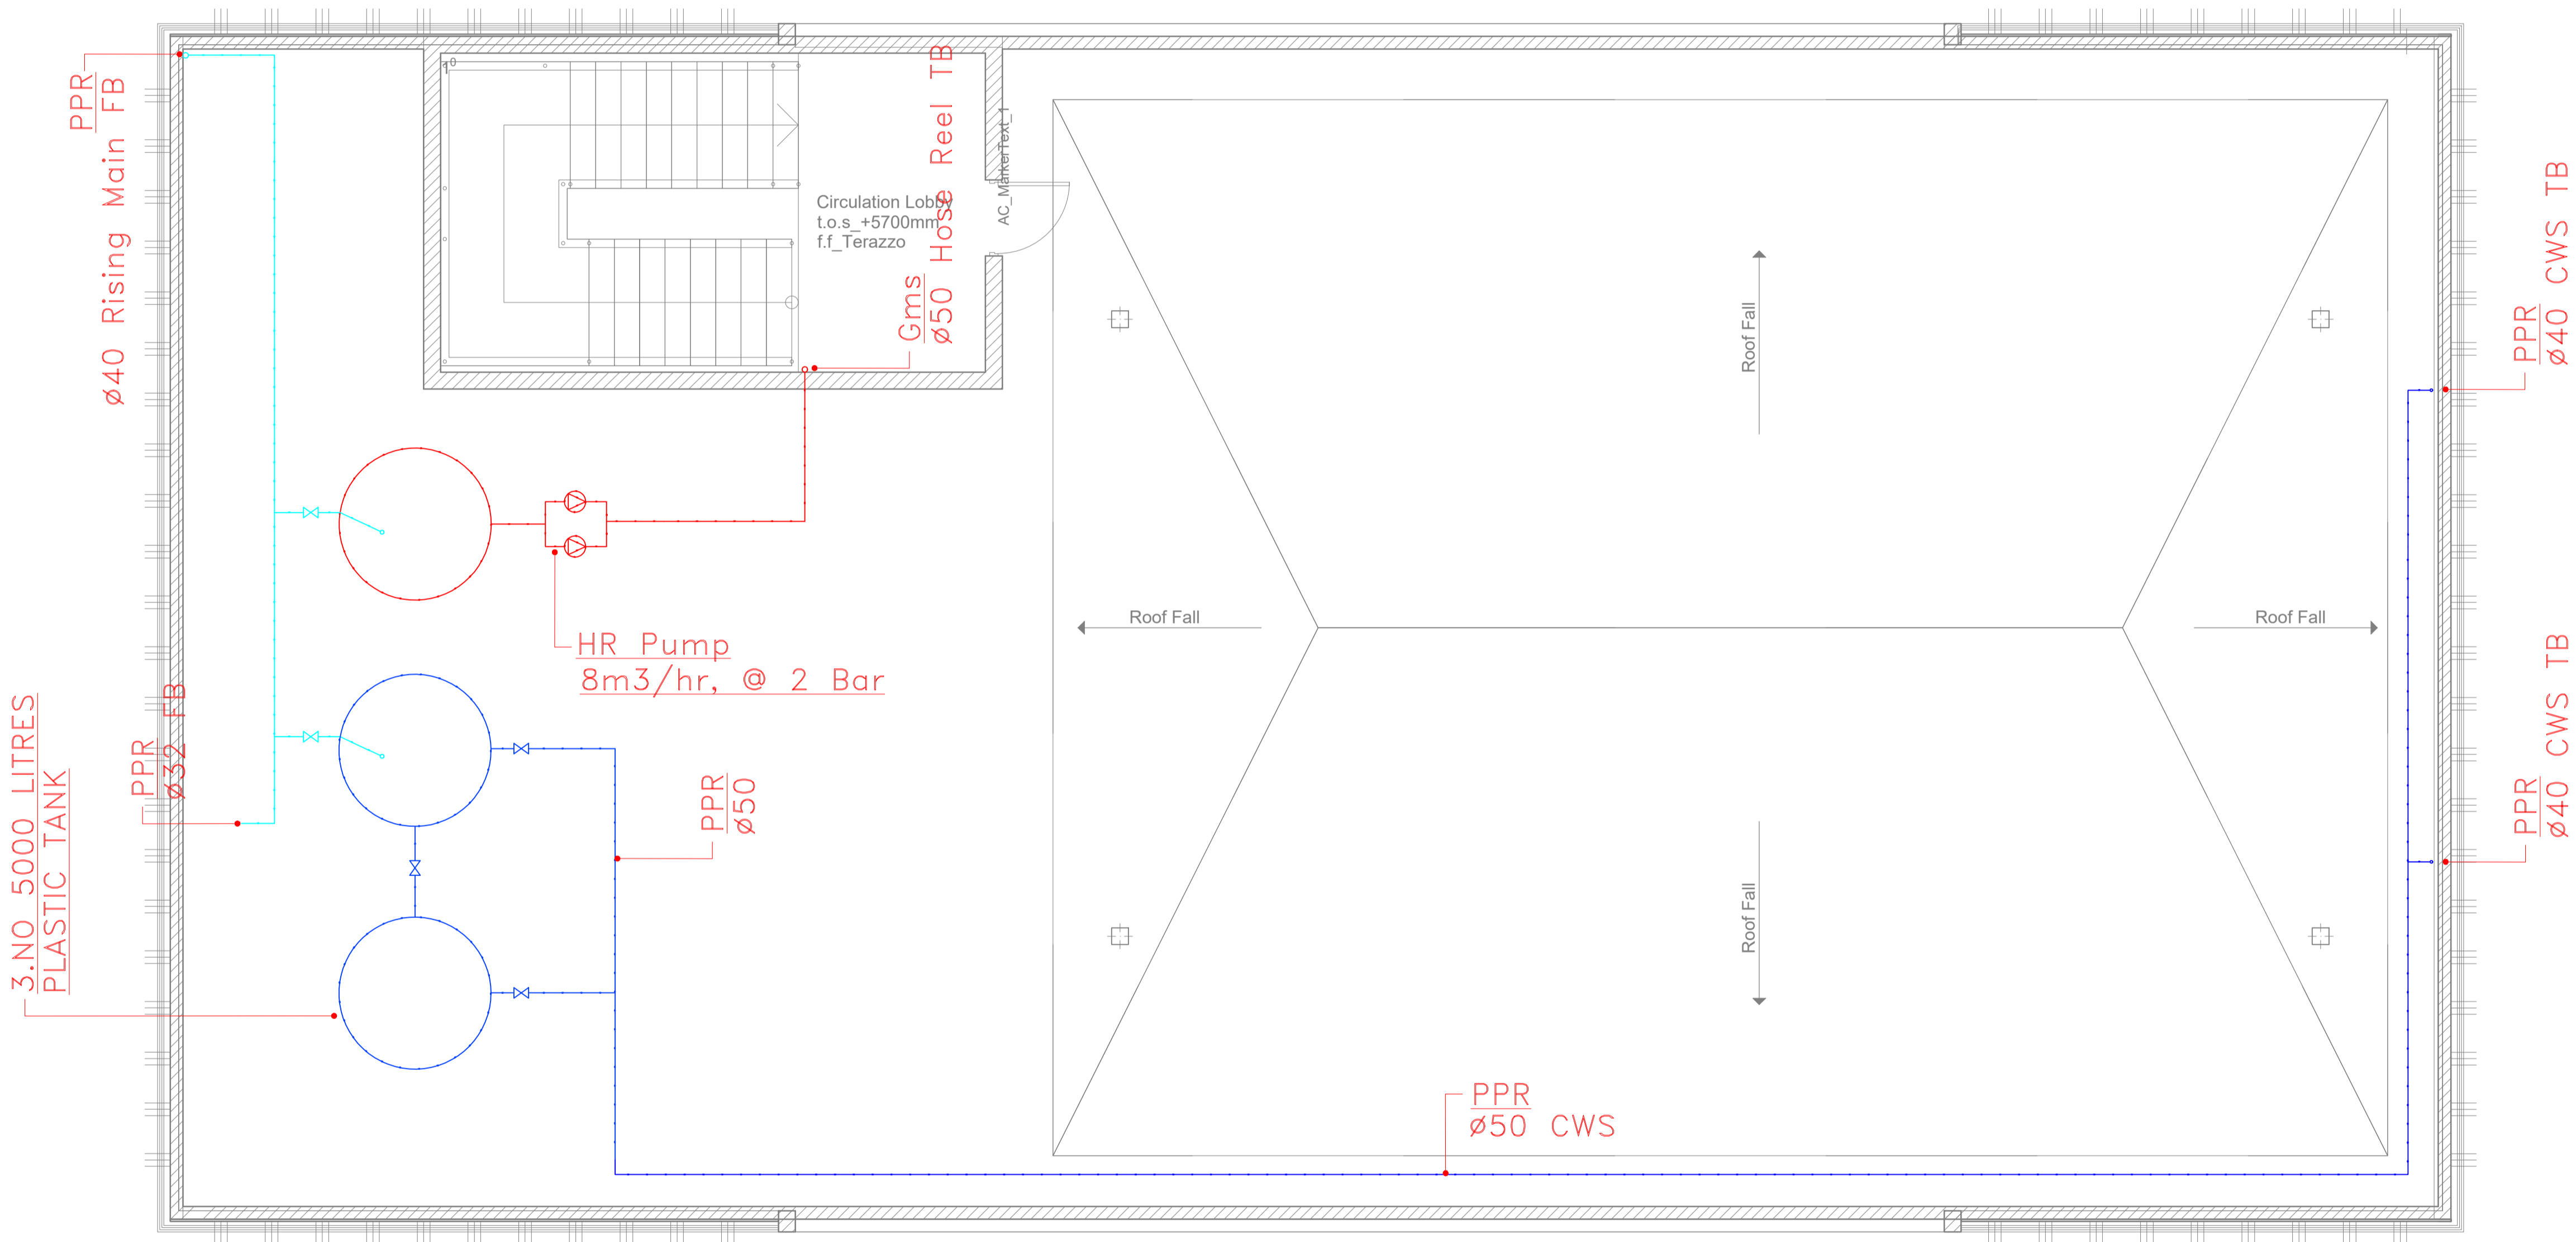 PPR
ø40 Rising Main FB
10
Circulation Lobby
t.o.s_+5700mm
f.f_Terazzo
Gms
ø50 Hose Reel TB
AC_MarkerText_1
Roof Fall
Roof Fall
Roof Fall
Roof Fall
PPR
ø40 CWS TB
PPR
ø40 CWS TB
HR Pump
8m3/hr, @ 2 Bar
3.NO 5000 LITRES
PLASTIC TANK
PPR
ø32 FB
PPR
ø50
PPR
ø50 CWS